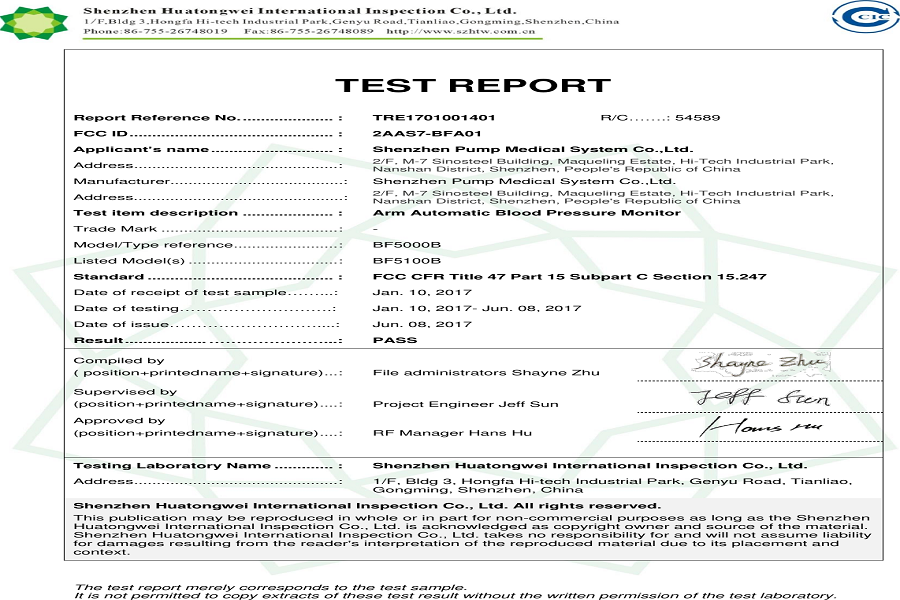 Shenzhen Huatongwei International Inspection Co., Ltd.
1/F,Bldg 3,Hongfa Hi-tech Industrial Park,Genyu Road,Tianliao,Gongming,Shenzhen,China
Phone:86-755-26748019 Fax:86-755-26748089 http://www.szhtw.com.cn
CIC
TEST REPORT
Report Reference No. ..................... : TRE1701001401 R/C.......: 54589
FCC ID ................................................ : 2AAS7-BFA01
Applicant's name ............................ : Shenzhen Pump Medical System Co.,Ltd.
Address.................................................: 2/F, M-7 Sinosteel Building, Maqueling Estate, Hi-Tech Industrial Park,
Nanshan District, Shenzhen, People's Republic of China
Manufacturer.........................................: Shenzhen Pump Medical System Co.,Ltd.
Address..................................................: 2/F, M-7 Sinosteel Building, Maqueling Estate, Hi-Tech Industrial Park,
Nanshan District, Shenzhen, People's Republic of China
Test item description ..................... : Arm Automatic Blood Pressure Monitor
Trade Mark ..........................................: -
Model/Type reference.........................: BF5000B
Listed Model(s) ....................................: BF5100B
Standard ............................................ : FCC CFR Title 47 Part 15 Subpart C Section 15.247
Date of receipt of test sample.........: Jan. 10, 2017
Date of testing....................................: Jan. 10, 2017- Jun. 08, 2017
Date of issue.......................................: Jun. 08, 2017
Result................... ..............................: PASS
Compiled by
( position+printedname+signature)...: File administrators Shayne Zhu Shayne Zhu
Supervised by
(position+printedname+signature)....: Project Engineer Jeff Sun Jeff Sun
Approved by
(position+printedname+signature)....: RF Manager Hans Hu Hans Hu
Testing Laboratory Name .............. : Shenzhen Huatongwei International Inspection Co., Ltd.
Address.................................................: 1/F, Bldg 3, Hongfa Hi-tech Industrial Park, Genyu Road, Tianliao,
Gongming, Shenzhen, China
Shenzhen Huatongwei International Inspection Co., Ltd. All rights reserved.
This publication may be reproduced in whole or in part for non-commercial purposes as long as the Shenzhen
Huatongwei International Inspection Co., Ltd. is acknowledged as copyright owner and source of the material.
Shenzhen Huatongwei International Inspection Co., Ltd. takes no responsibility for and will not assume liability
for damages resulting from the reader's interpretation of the reproduced material due to its placement and
context.
The test report merely corresponds to the test sample.
It is not permitted to copy extracts of these test result without the written permission of the test laboratory.